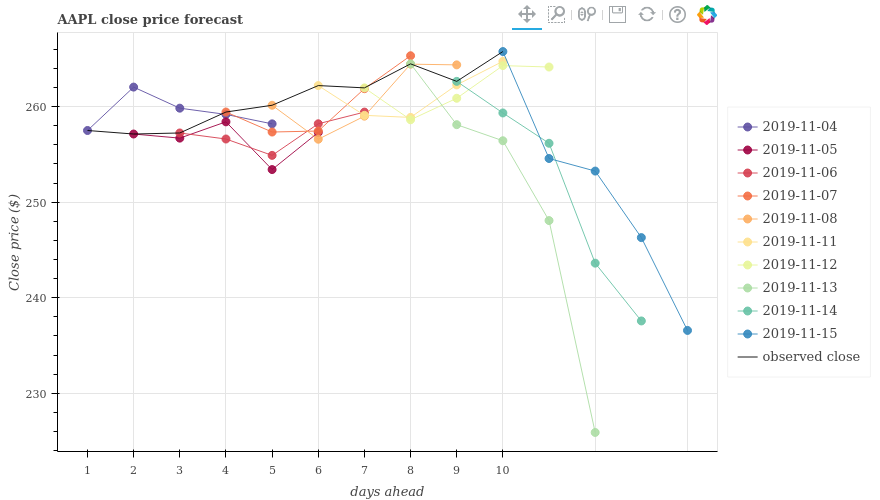 AAPL close price forecast
Close price ($)
260
250
240
230
1 2 3 4 5 6 7 8 9 10
days ahead
2019-11-04
2019-11-05
2019-11-06
2019-11-07
2019-11-08
2019-11-11
2019-11-12
2019-11-13
2019-11-14
2019-11-15
observed close